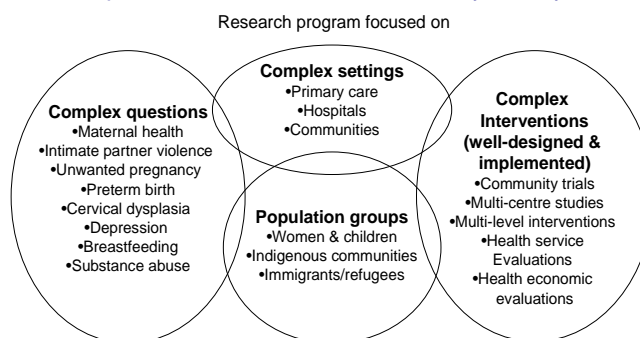 Research program focused on
Complex questions
•Maternal health
•Intimate partner violence
•Unwanted pregnancy
•Preterm birth
•Cervical dysplasia
•Depression
•Breastfeeding
•Substance abuse
Complex settings
•Primary care
•Hospitals
•Communities
Population groups
•Women & children
•Indigenous communities
•Immigrants/refugees
Complex
Interventions
(well-designed &
implemented)
•Community trials
•Multi-centre studies
•Multi-level interventions
•Health service
Evaluations
•Health economic
evaluations